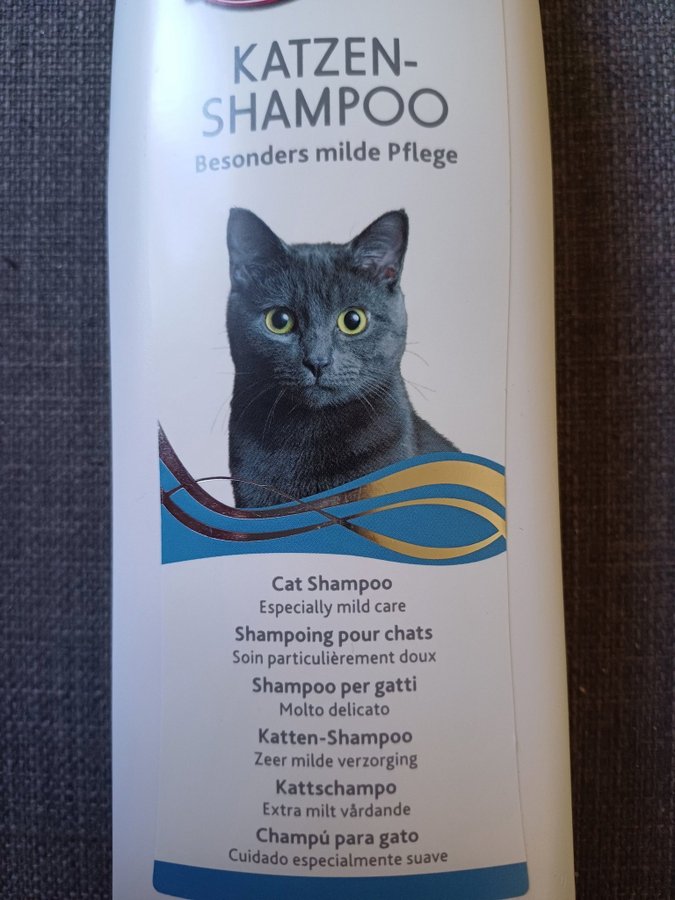 KATZEN-
SHAMPOO
Besonders milde Pflege
Cat Shampoo
Especially mild care
Shampoing pour chats
Soin particulièrement doux
Shampoo per gatti
Molto delicato
Katten-Shampoo
Zeer milde verzorging
Kattschampo
Extra milt vårdande
Champú para gato
Cuidado especialmente suave